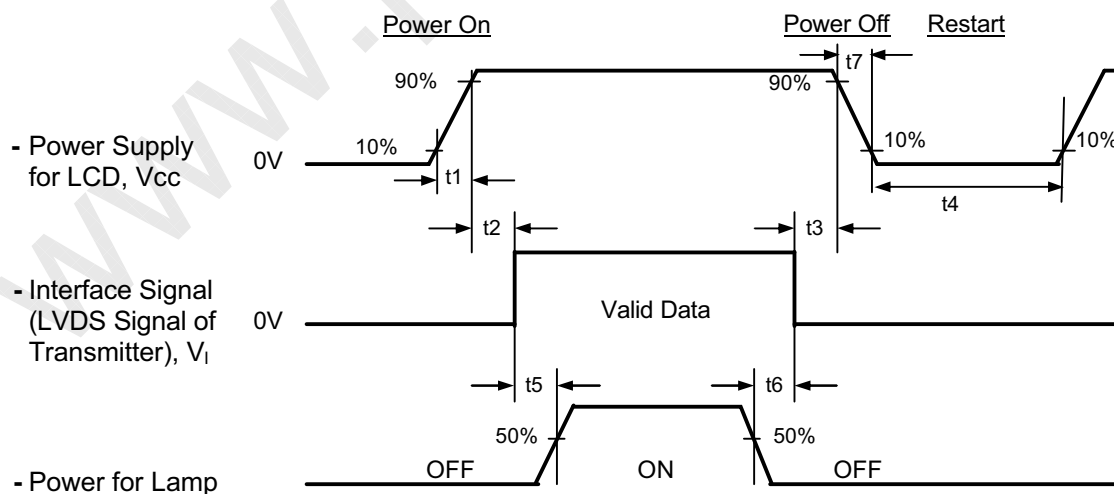 Power On
Power Off
Restart
t7
90%
90%
- Power Supply
for LCD, Vcc
0V
10%
10%
10%
t1
t4
t2
t3
- Interface Signal
(LVDS Signal of
Transmitter), VI
0V
Valid Data
t5
t6
50%
50%
- Power for Lamp
OFF
ON
OFF